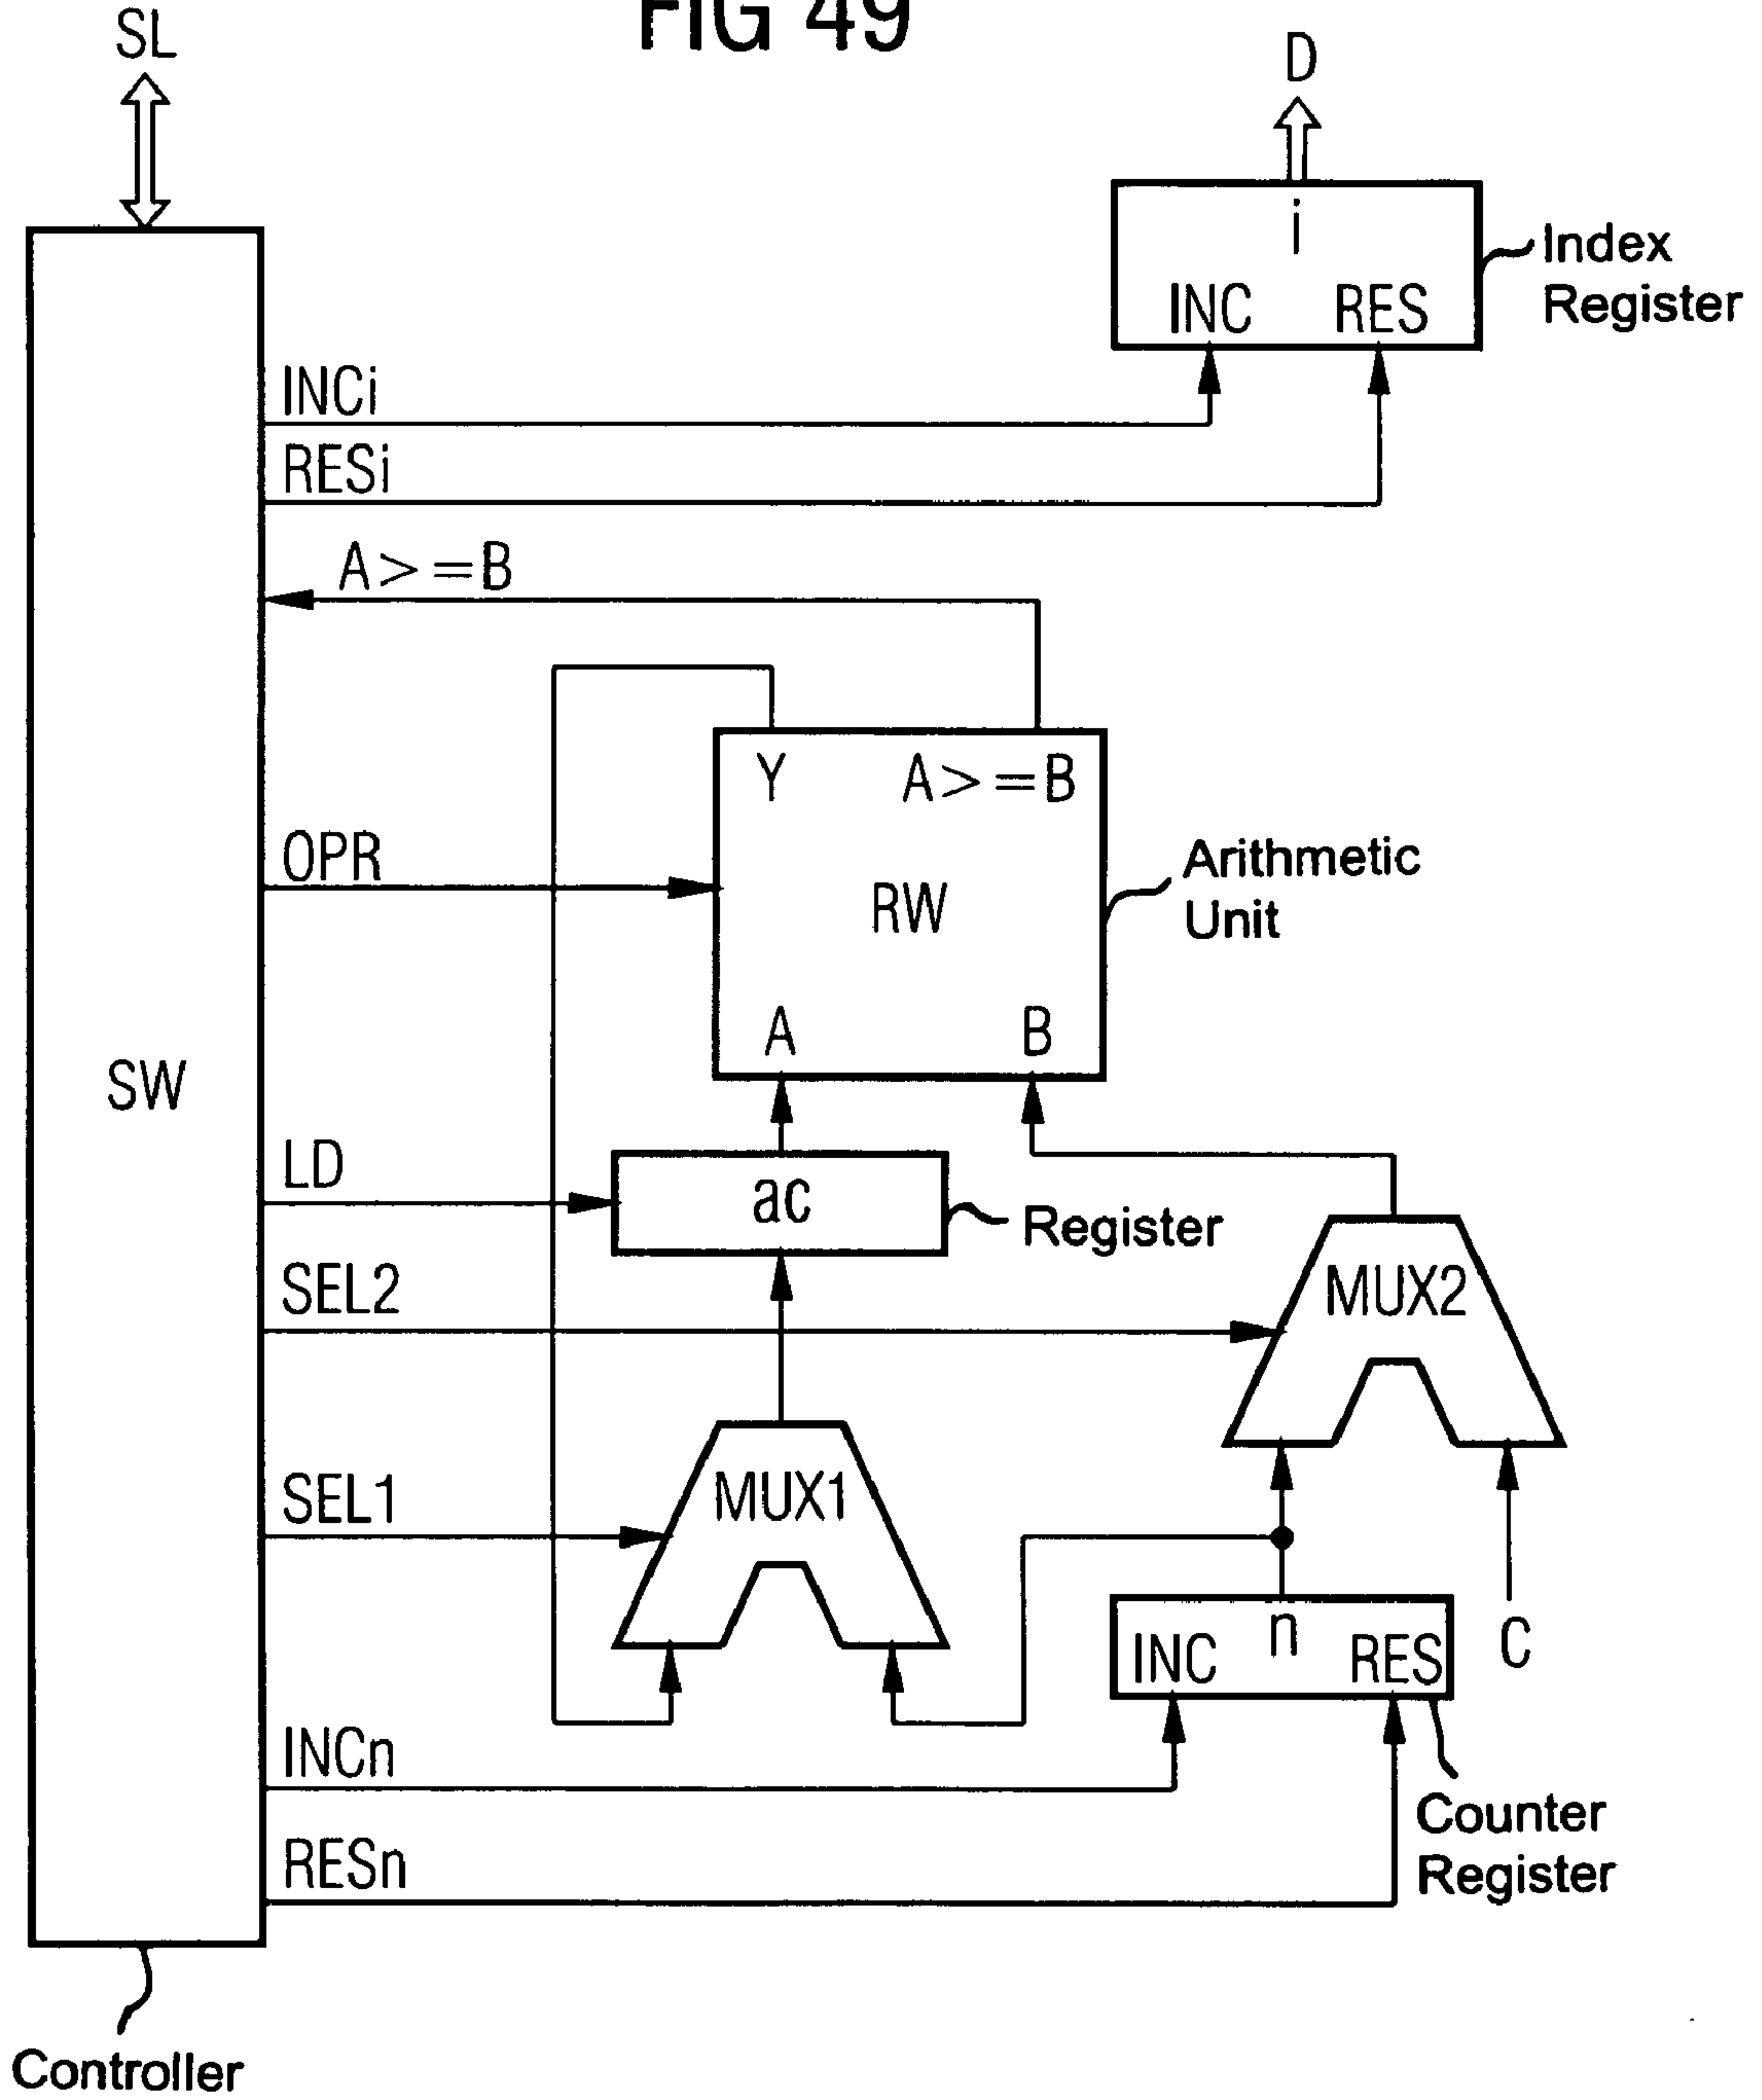 FIG 49
SL
D
i
INC RES
Index
Register
INCi
RESi
A>=B
Y A>=B
OPR
RW
Arithmetic
Unit
A B
SW
LD
ac
Register
SEL2
MUX2
SEL1
MUX1
n
INC RES
C
INCn
Counter
Register
RESn
Controller